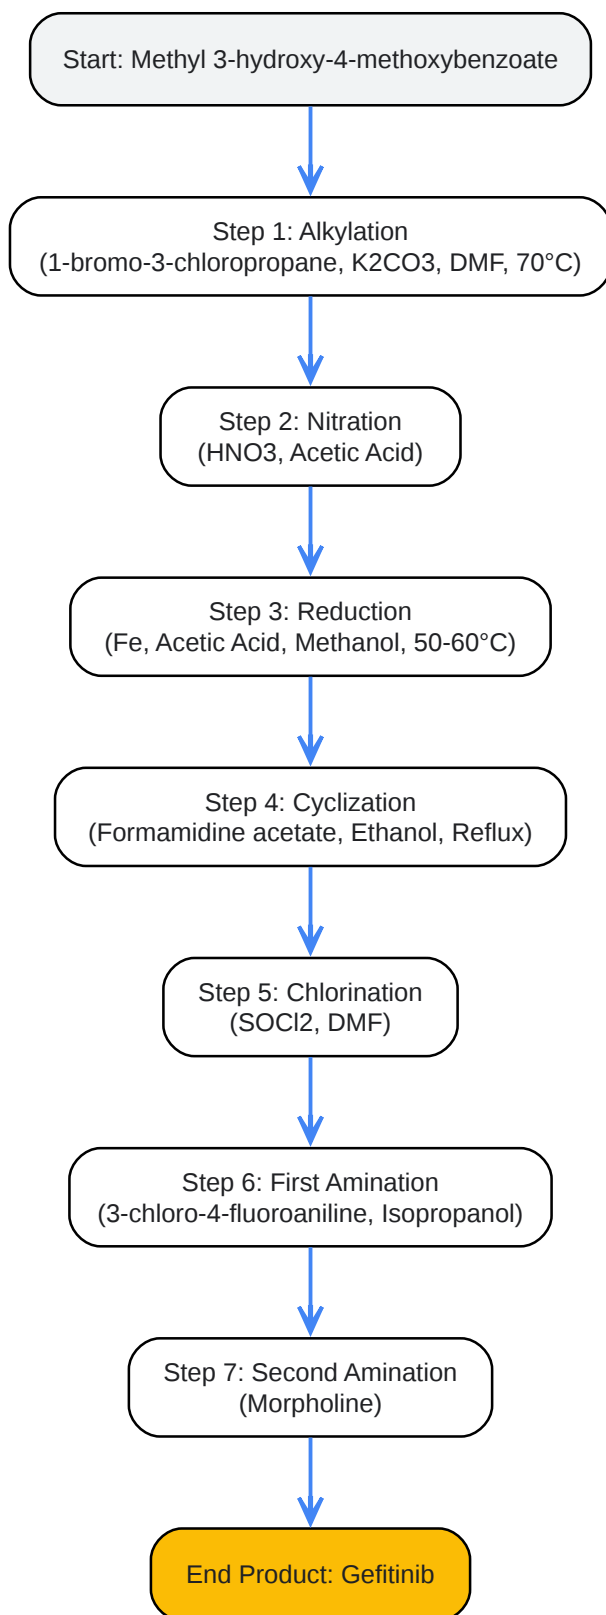 Start: Methyl 3-hydroxy-4-methoxybenzoate
Step 1: Alkylation
(1-bromo-3-chloropropane, K2CO3, DMF, 70°C)
Step 2: Nitration
(HNO3, Acetic Acid)
Step 3: Reduction
(Fe, Acetic Acid, Methanol, 50-60°C)
Step 4: Cyclization
(Formamidine acetate, Ethanol, Reflux)
Step 5: Chlorination
(SOCl2, DMF)
Step 6: First Amination
(3-chloro-4-fluoroaniline, Isopropanol)
Step 7: Second Amination
(Morpholine)
End Product: Gefitinib